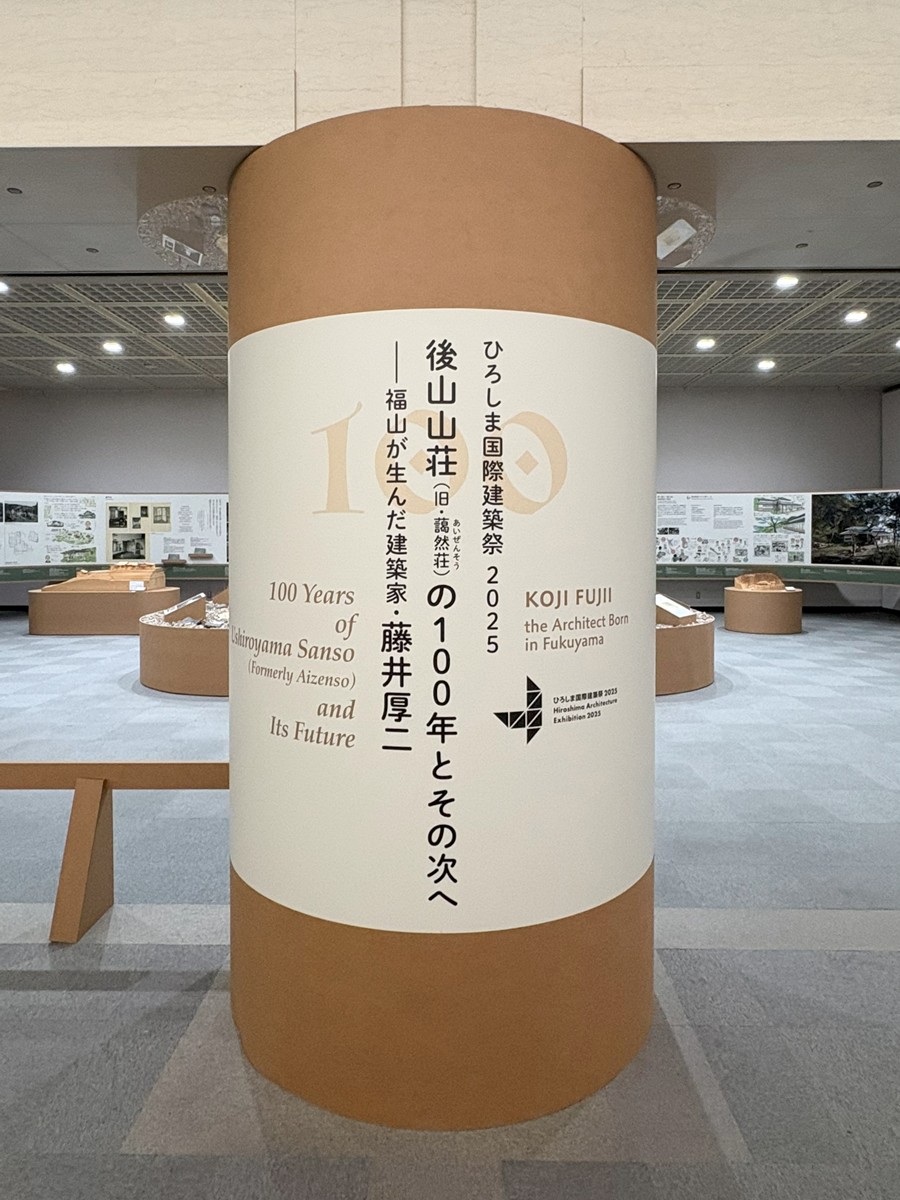 ひろしま国際建築祭 2025
後山山荘(旧・藹然荘)の100年とその次へ
あいぜんそう
——福山が生んだ建築家・藤井厚二
100
100 Years
of
Ushiroyama Sanso
(Formerly Aizenso)
and
Its Future
KOJI FUJII
the Architect Born
in Fukuyama
ひろしま国際建築祭 2025
Hiroshima Architecture
Exhibition 2025